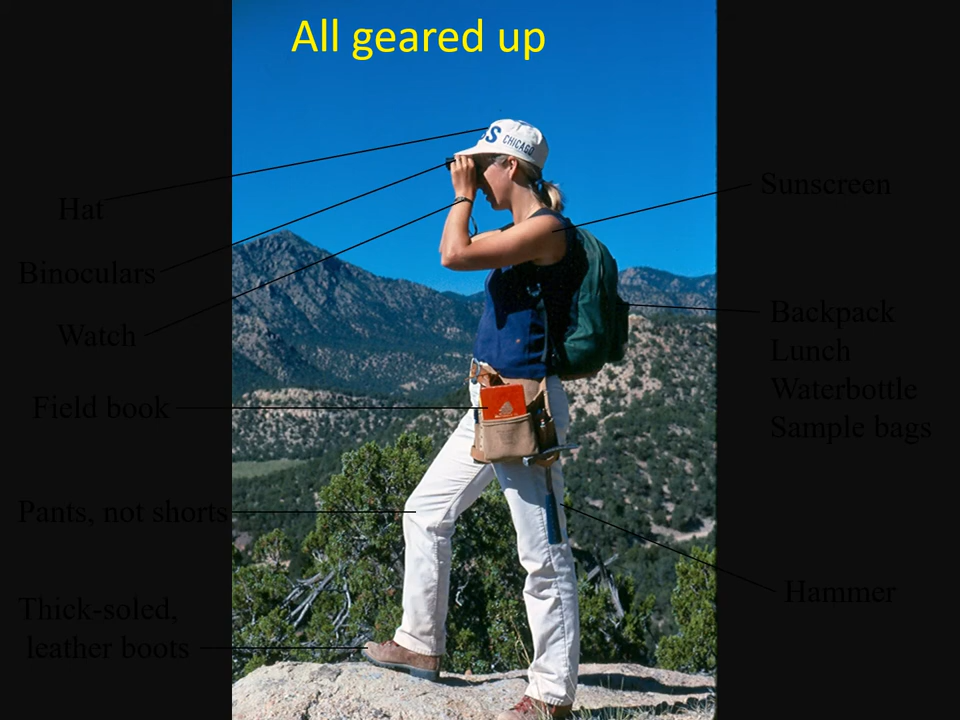 All geared up
SS CHICAGO
Hat
Binoculars
Watch
Field book
Pants, not shorts
Thick-soled,
leather boots
Sunscreen
Backpack
Lunch
Waterbottle
Sample bags
Hammer